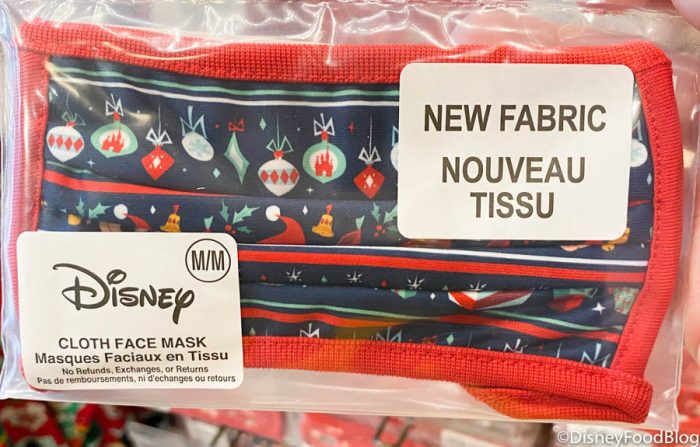 NEW FABRIC
NOUVEAU
TISSU
M/M
Disney
CLOTH FACE MASK
Masques Faciaux en Tissu
No Refunds, Exchanges, or Returns
Pas de remboursements, ni d'echanges ou retours
©DisneyFoodBlog